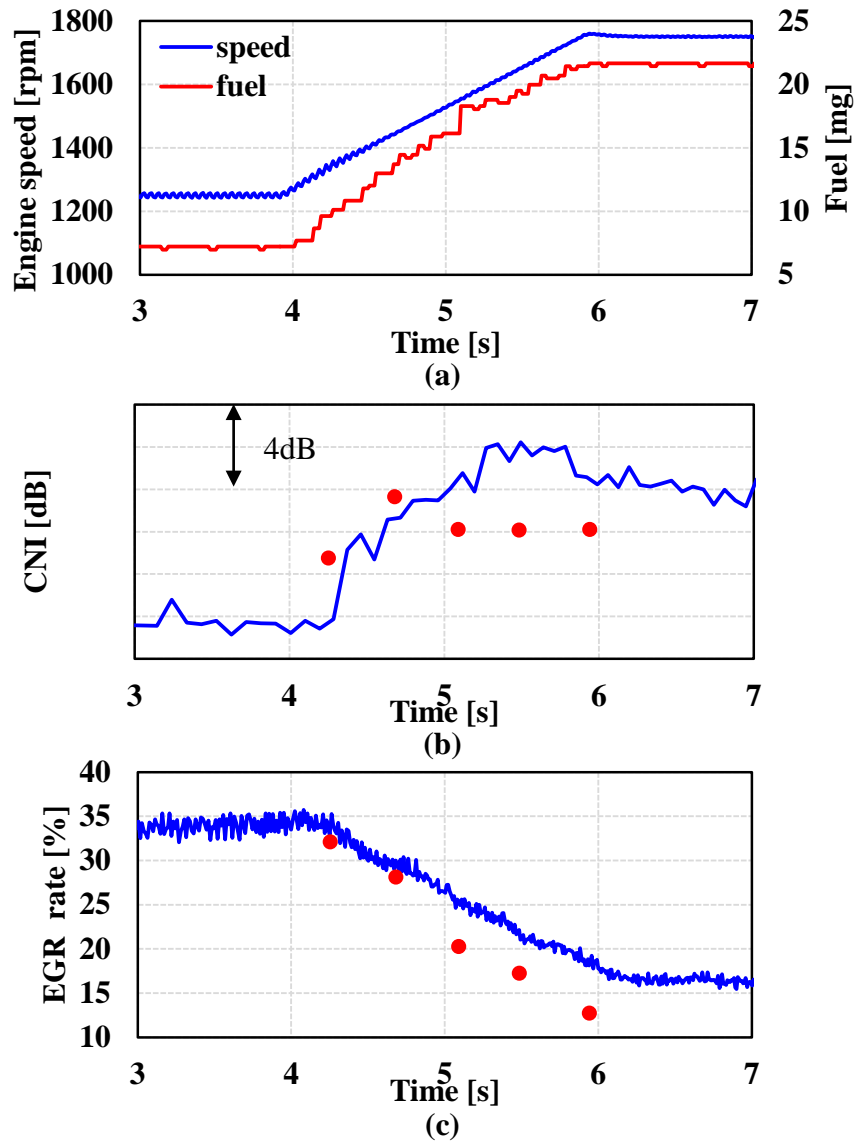 1800
1600
1400
1200
1000
Engine speed [rpm]
speed
fuel
25
20
15
10
5
Fuel [mg]
3 4 5 6 7
Time [s]
(a)
CNI [dB]
4dB
3 4 5 6 7
Time [s]
(b)
40
35
30
25
20
15
10
EGR rate [%]
3 4 5 6 7
Time [s]
(c)